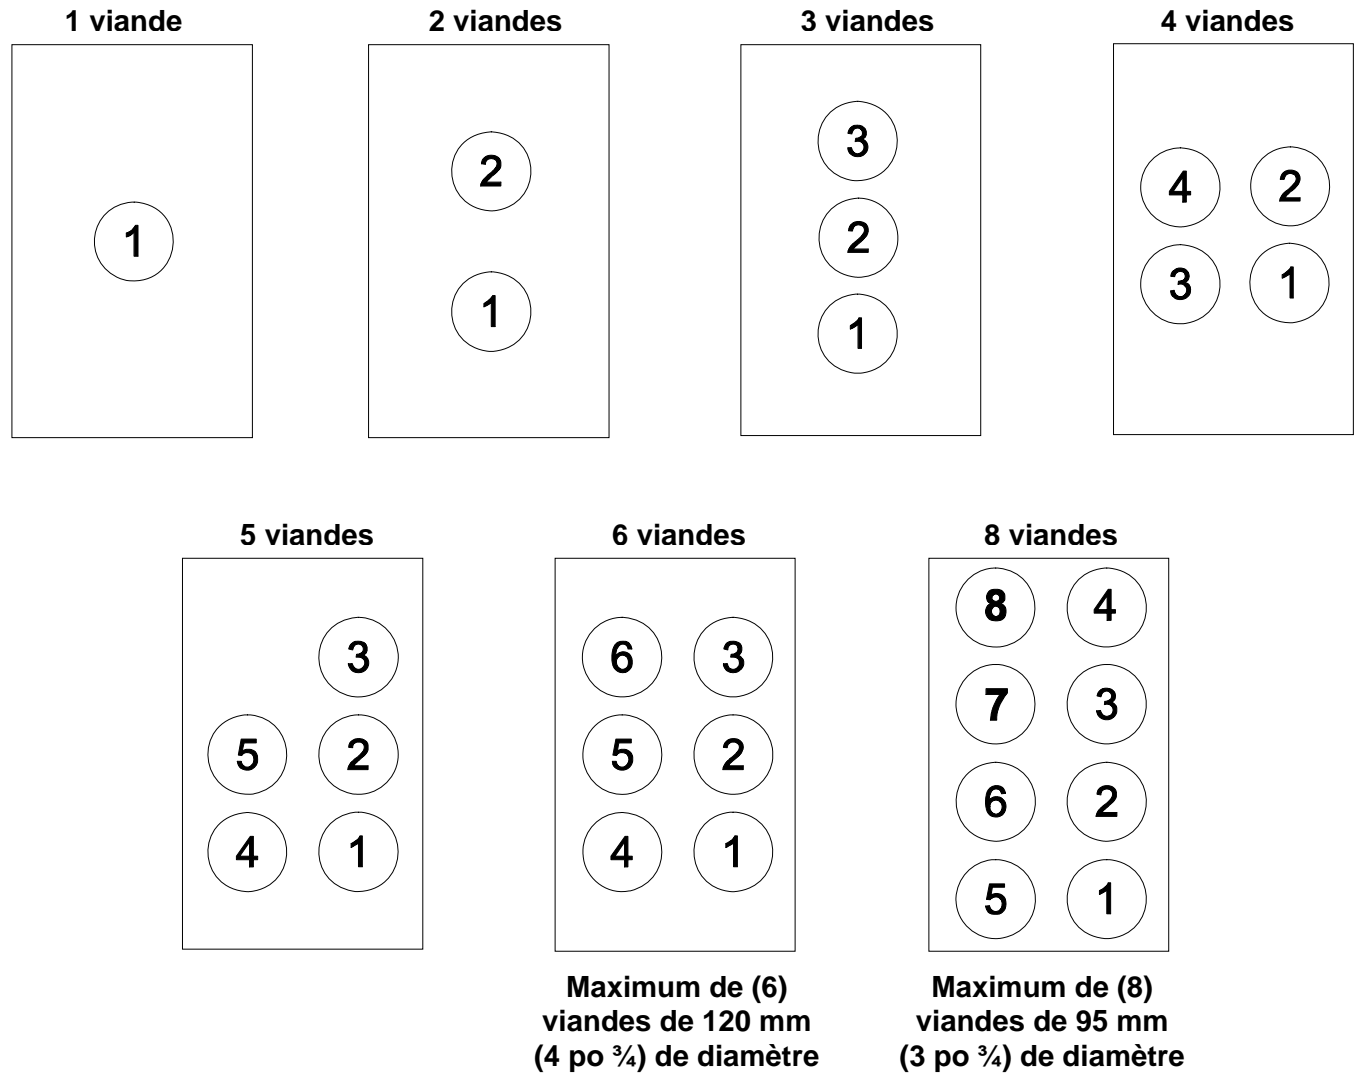 1 viande
2 viandes
3 viandes
4 viandes
1
2
1
3
2
1
4 2
3 1
5 viandes
6 viandes
8 viandes
3
5 2
4 1
6 3
5 2
4 1
8 4
7 3
6 2
5 1
Maximum de (6)
viandes de 120 mm
(4 po ¾) de diamètre
Maximum de (8)
viandes de 95 mm
(3 po ¾) de diamètre